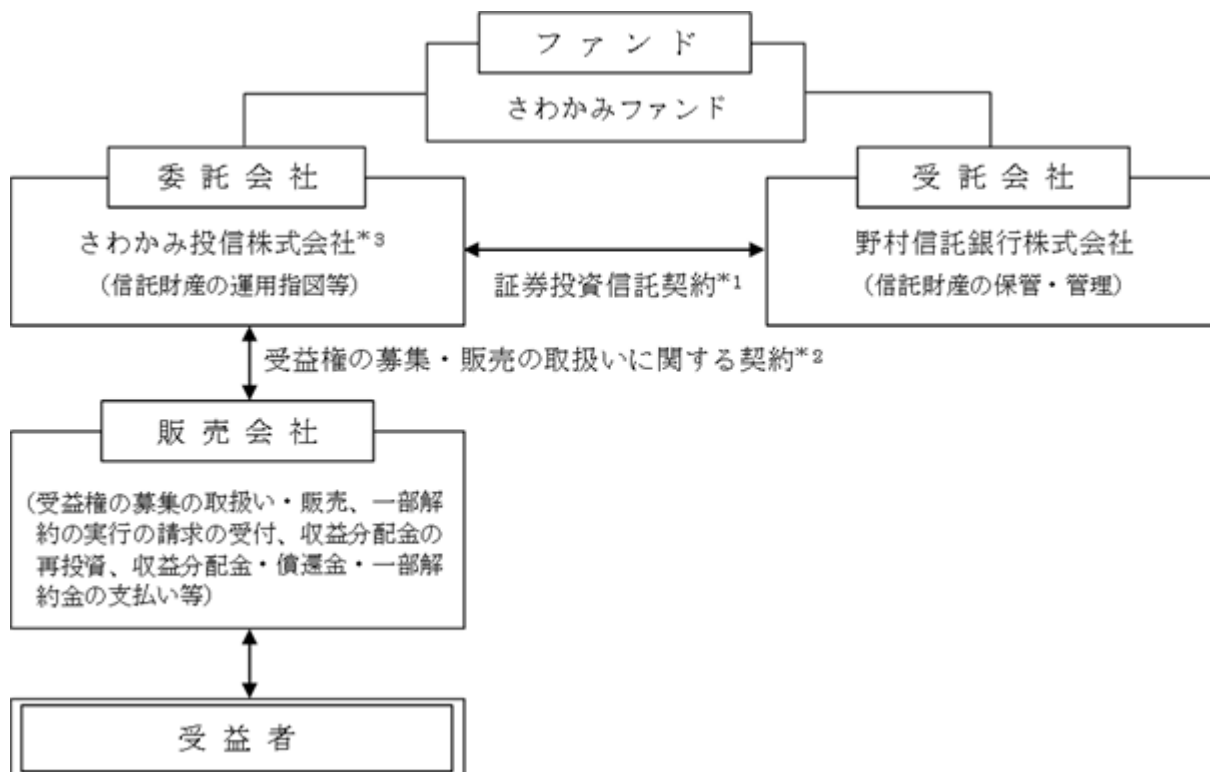 ファンド
さわかみファンド
委託会社
受託会社
さわかみ投信株式会社*3
(信託財産の運用指図等)
証券投資信託契約*1
野村信託銀行株式会社
(信託財産の保管・管理)
受益権の募集・販売の取扱いに関する契約*2
販売会社
(受益権の募集の取扱い・販売、一部解
約の実行の請求の受付、収益分配金の
再投資、収益分配金・償還金・一部解
約金の支払い等)
受益者